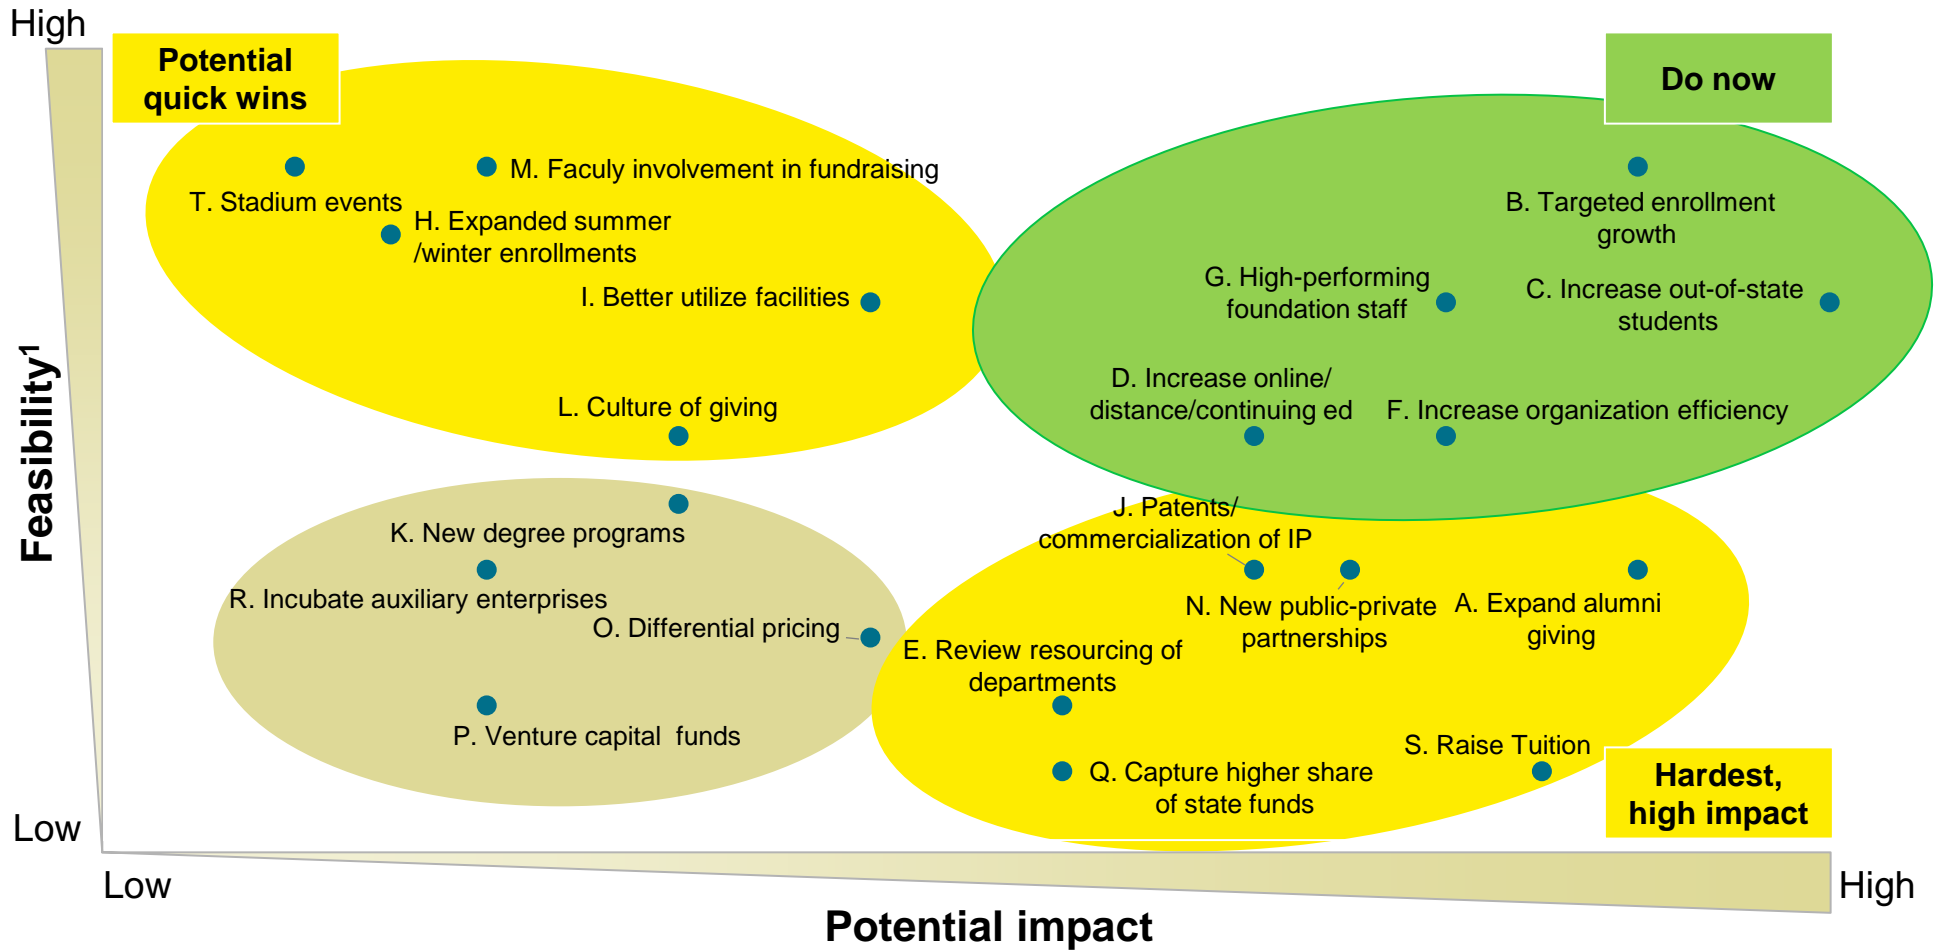 High
Potential
quick wins
Do now
M. Faculy involvement in fundraising
T. Stadium events
H. Expanded summer
/winter enrollments
I. Better utilize facilities
L. Culture of giving
B. Targeted enrollment
growth
G. High-performing
foundation staff
C. Increase out-of-state
students
D. Increase online/
distance/continuing ed
F. Increase organization efficiency
Feasibility¹
K. New degree programs
R. Incubate auxiliary enterprises
O. Differential pricing
P. Venture capital funds
J. Patents/
commercialization of IP
N. New public-private
partnerships
A. Expand alumni
giving
E. Review resourcing of
departments
S. Raise Tuition
Q. Capture higher share
of state funds
Hardest,
high impact
Low
Low
High
Potential impact